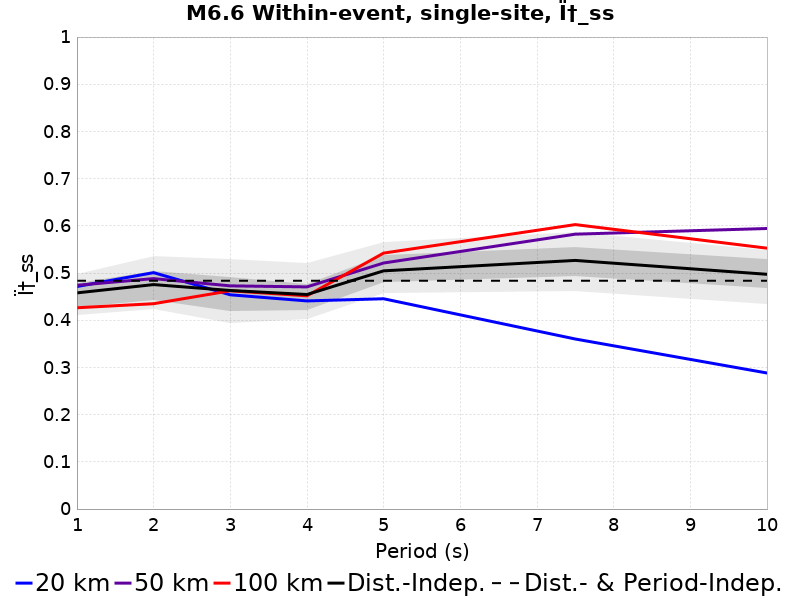 M6.6 Within-event, single-site, Ï†_ss
1
0.9
0.8
0.7
0.6
0.5
0.4
0.3
0.2
0.1
0
Ï†_ss
1 2 3 4 5 6 7 8 9 10
Period (s)
20 km 50 km 100 km Dist.-Indep. Dist.- & Period-Indep.